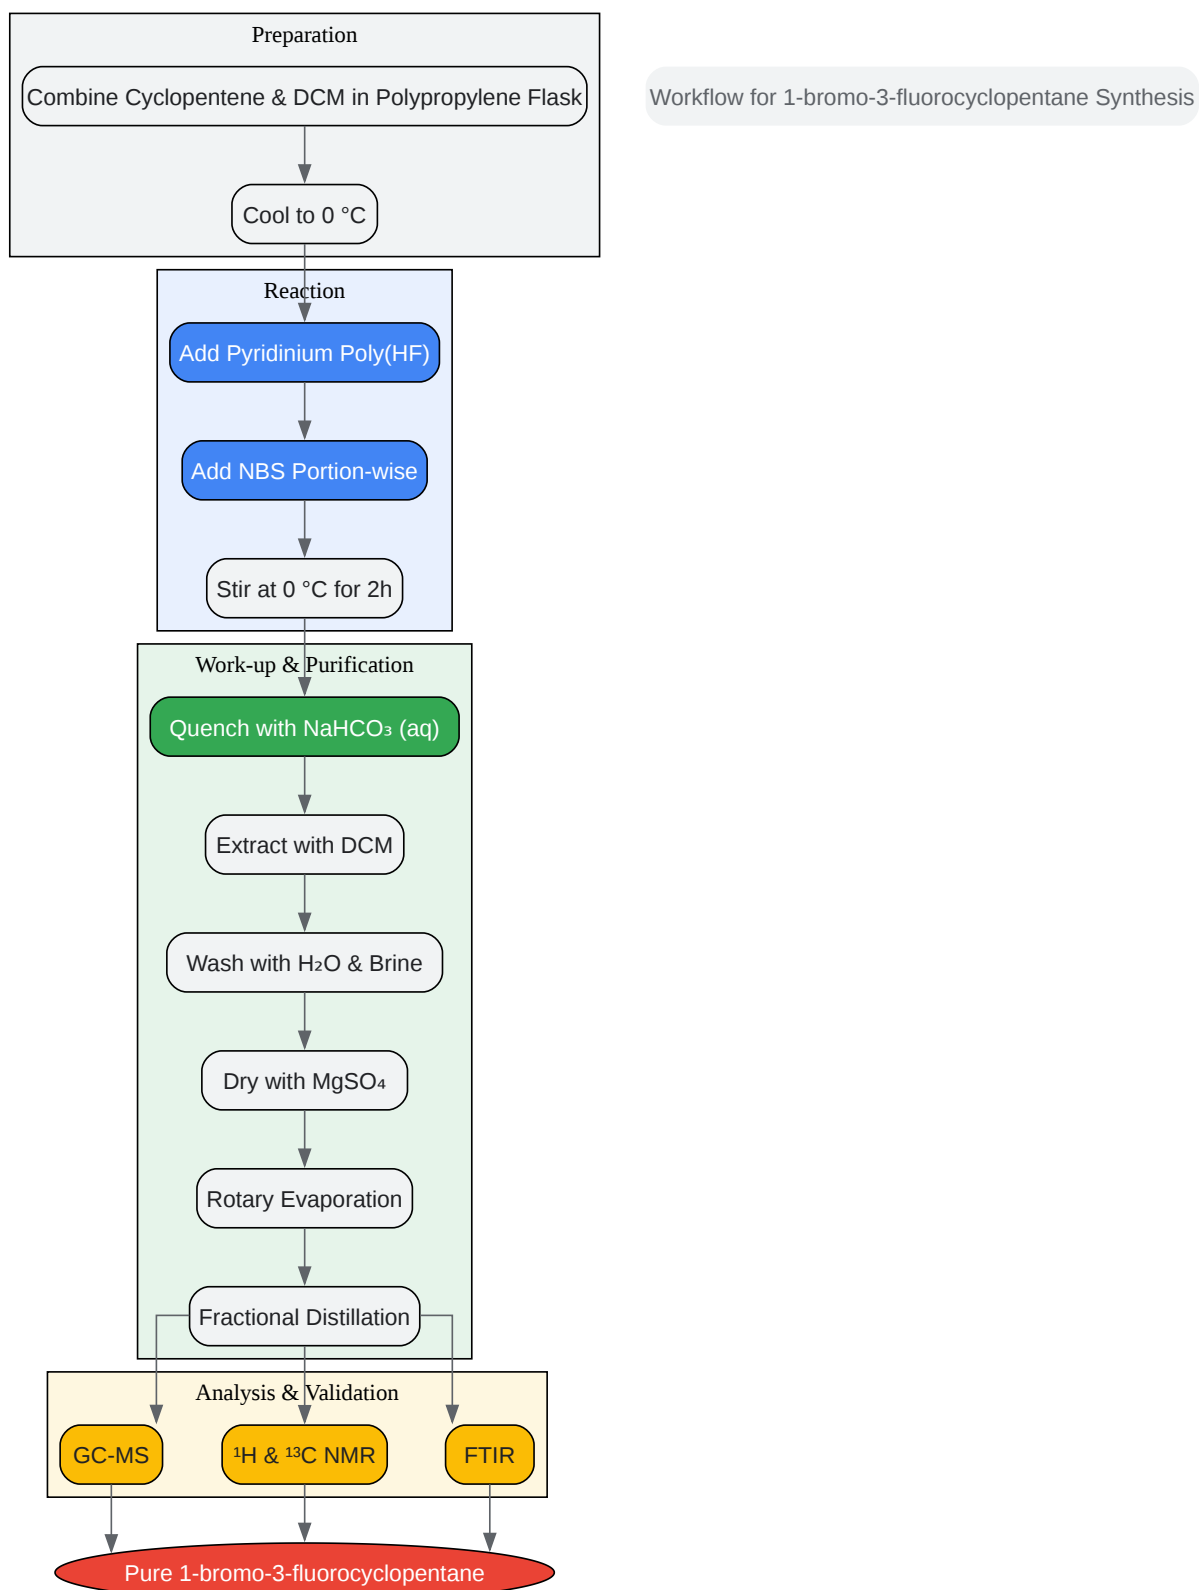 Preparation
Combine Cyclopentene & DCM in Polypropylene Flask
Workflow for 1-bromo-3-fluorocyclopentane Synthesis
Cool to 0 °C
Reaction
Add Pyridinium Poly(HF)
Add NBS Portion-wise
Stir at 0 °C for 2h
Work-up & Purification
Quench with NaHCO₃ (aq)
Extract with DCM
Wash with H₂O & Brine
Dry with MgSO₄
Rotary Evaporation
Fractional Distillation
Analysis & Validation
GC-MS
¹H & ¹³C NMR
FTIR
Pure 1-bromo-3-fluorocyclopentane